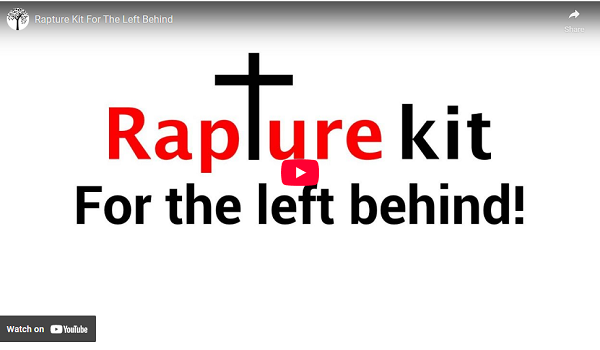 Rapture Kit For The Left Behind
Share
Rapture kit
For the left behind!
Watch on YouTube